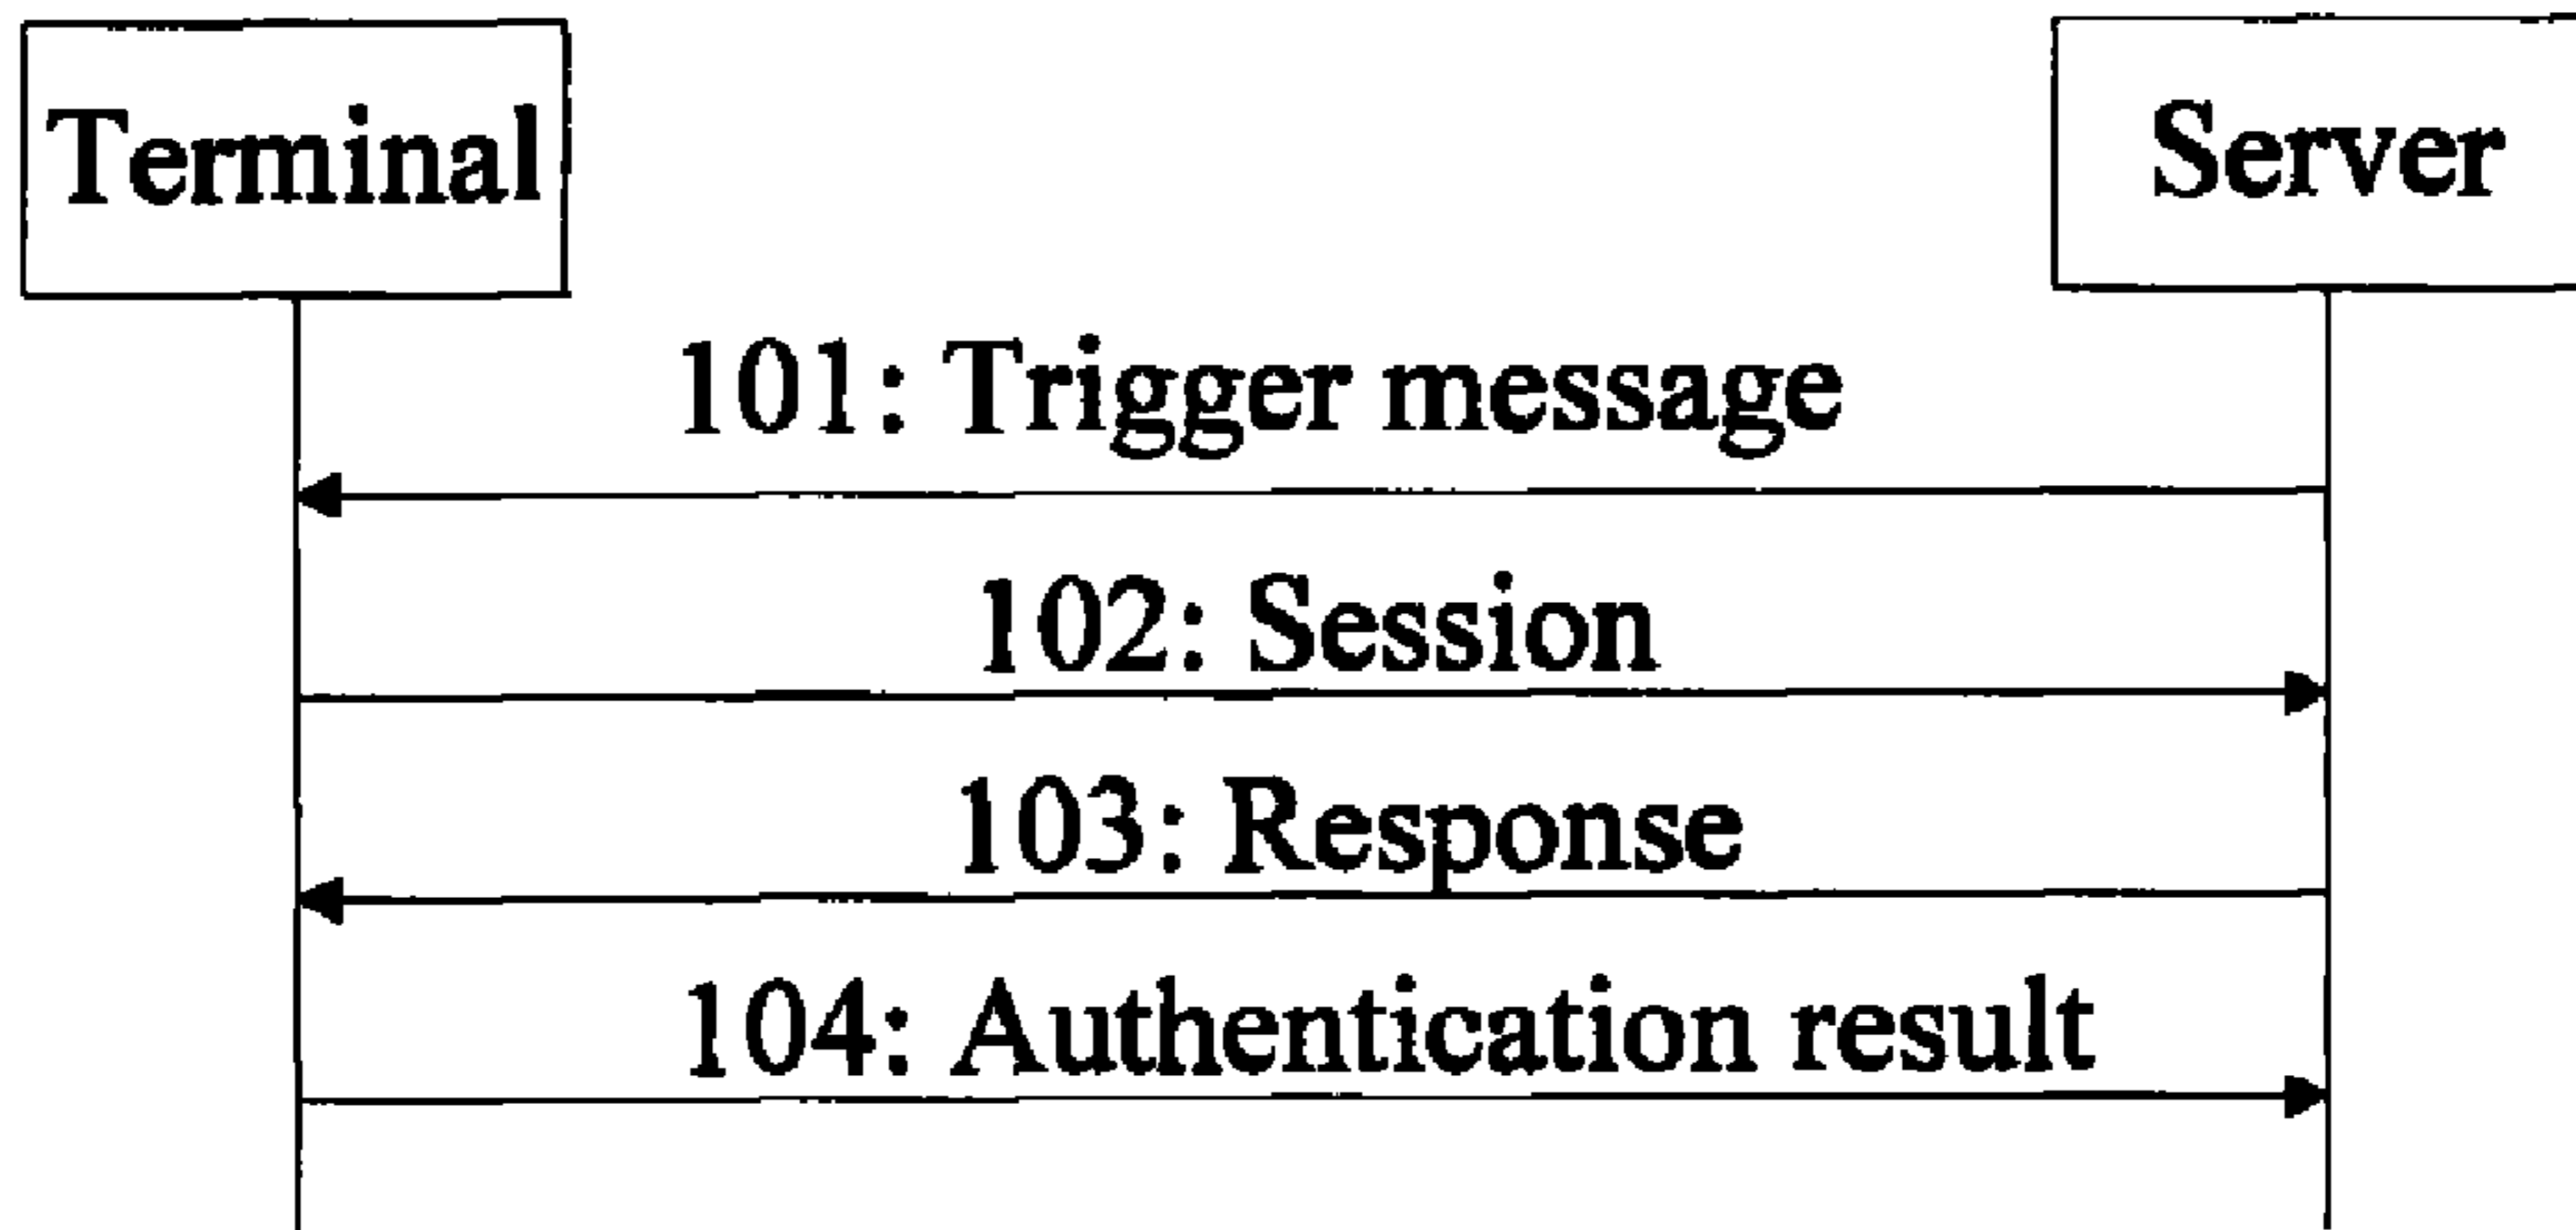 Terminal
Server
101: Trigger message
102: Session
103: Response
104: Authentication result